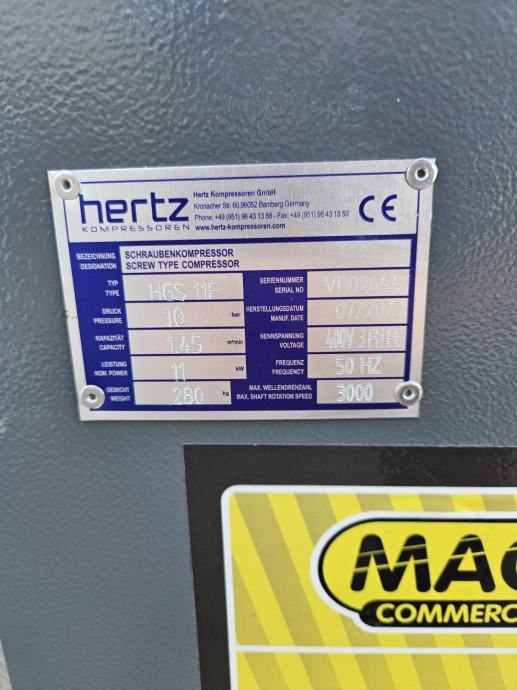 hertz
KOMPRESSOREN
Hertz Kompressoren GmbH
Kronacher Str. 60,96052 Bamberg Germany
Phone: +49 (951) 96 43 13 88 - Fax: +49 (951) 96 43 13 50
www.hertz-kompressoren.com
CE
BEZEICHNUNG DESIGNATION
SCHRAUBENKOMPRESSOR
SCREW TYPE COMPRESSOR
TYP TYPE HGS 11F
SERIENNUMMER SERIAL NO
DRUCK PRESSURE 10 bar
HERSTELLUNGSDATUM MANUF. DATE 07/2022
KAPAZITÄT CAPACITY 1.45 m³/min
NENNSPANNUNG VOLTAGE 400V 3 PH
LEISTUNG NOM. POWER 11 kW
FREQUENZ FREQUENCY 50 HZ
GEWICHT WEIGHT 280 kg
MAX. WELLENDREHZAHL MAX. SHAFT ROTATION SPEED 3000